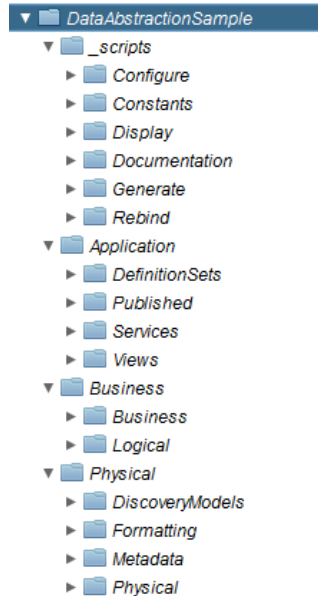 DataAbstractionSample
_scripts
Configure
Constants
Display
Documentation
Generate
Rebind
Application
DefinitionSets
Published
Services
Views
Business
Business
Logical
Physical
DiscoveryModels
Formatting
Metadata
Physical